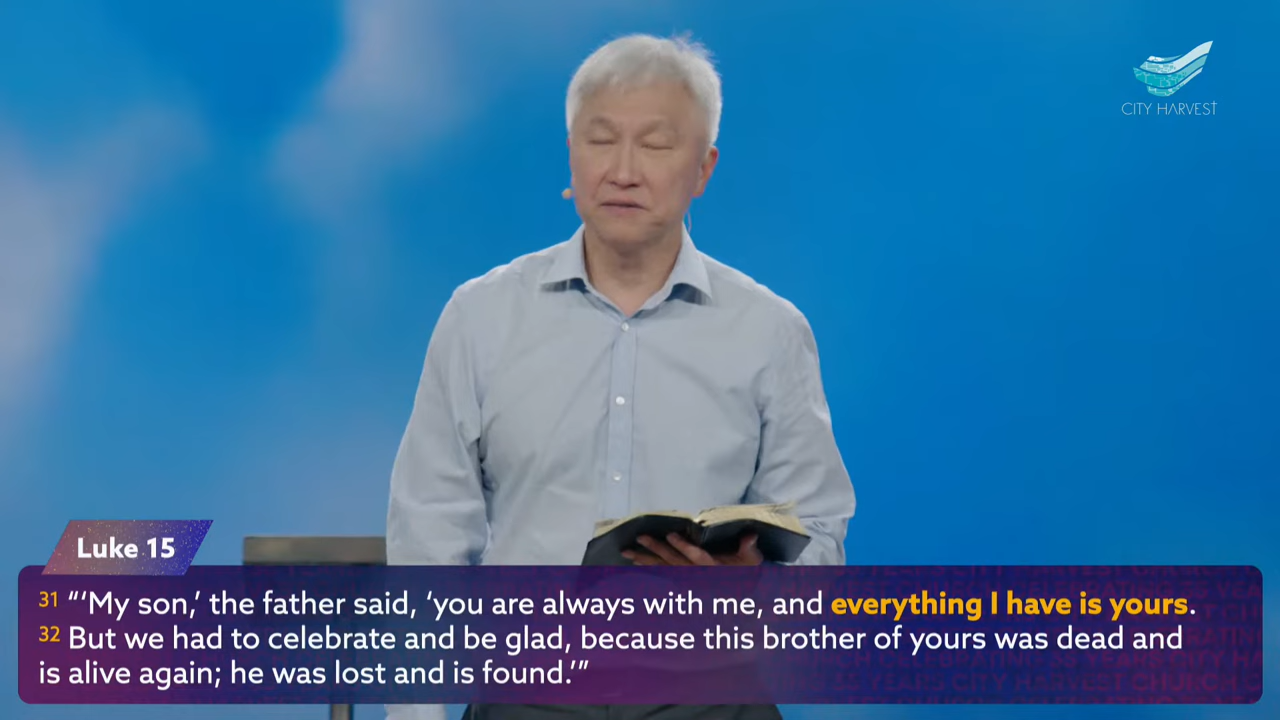 CITY HARVEST
Luke 15
31 “‘My son,’ the father said, ‘you are always with me, and everything I have is yours.
32 But we had to celebrate and be glad, because this brother of yours was dead and
is alive again; he was lost and is found.’”